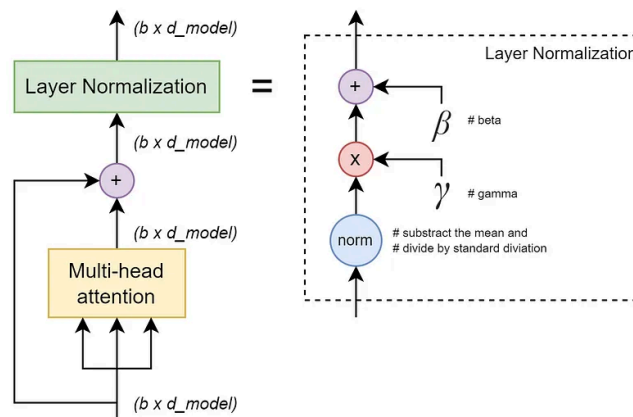 (b x d_model)
Layer Normalization
=
(b x d_model)
+
(b x d_model)
Multi-head
attention
(b x d_model)
Layer Normalization
+
β # beta
x
γ # gamma
norm
# substract the mean and
# divide by standard diviation